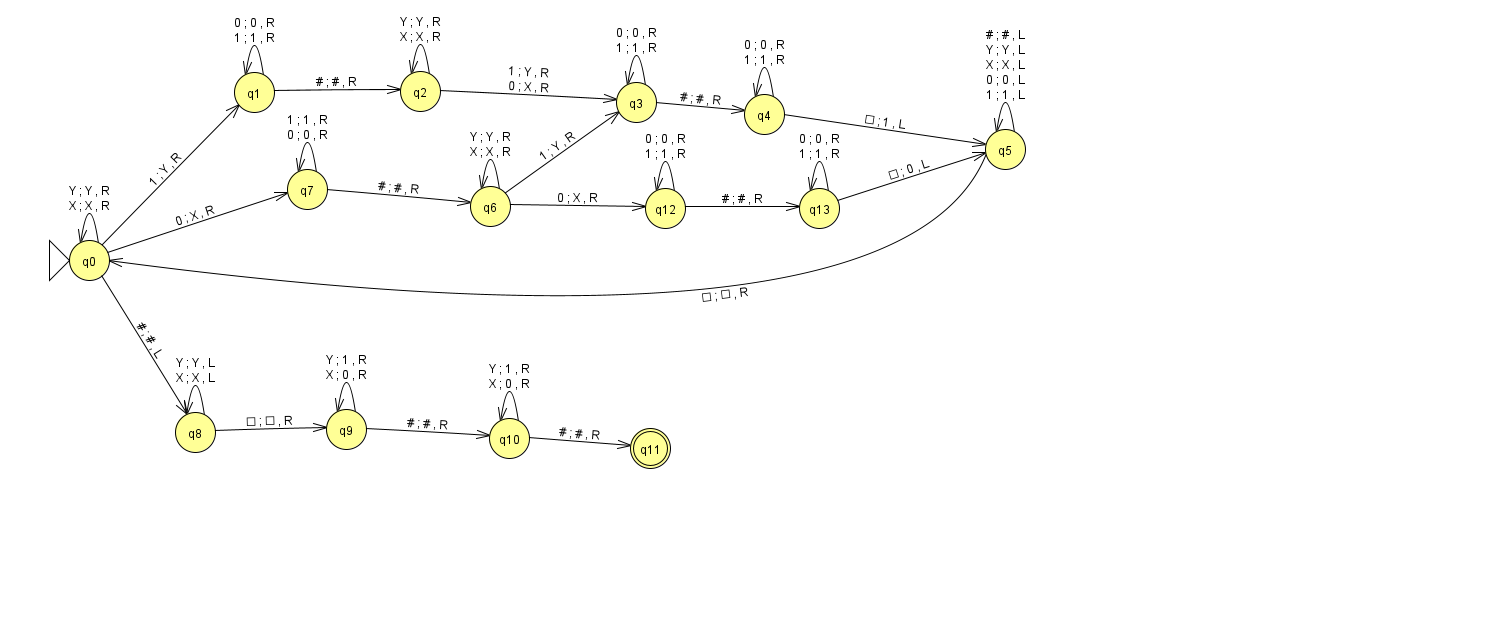 0 ; 0 , R
1 ; 1 , R
q1
# ; # , R
Y ; Y , R
X ; X , R
q2
1 ; Y , R
0 ; X , R
0 ; 0 , R
1 ; 1 , R
q3
# ; # , R
0 ; 0 , R
1 ; 1 , R
q4
□ ; 1 , L
# ; # , L
Y ; Y , L
X ; X , L
0 ; 0 , L
1 ; 1 , L
q5
1 ; Y , R
1 ; 1 , R
0 ; 0 , R
q7
# ; # , R
Y ; Y , R
X ; X , R
q6
1 ; Y , R
0 ; X , R
0 ; 0 , R
1 ; 1 , R
q12
# ; # , R
0 ; 0 , R
1 ; 1 , R
q13
□ ; 0 , L
Y ; Y , R
X ; X , R
q0
0 ; X , R
□ ; □ , R
# ; # , L
Y ; Y , L
X ; X , L
q8
□ ; □ , R
Y ; 1 , R
X ; 0 , R
q9
# ; # , R
Y ; 1 , R
X ; 0 , R
q10
# ; # , R
q11